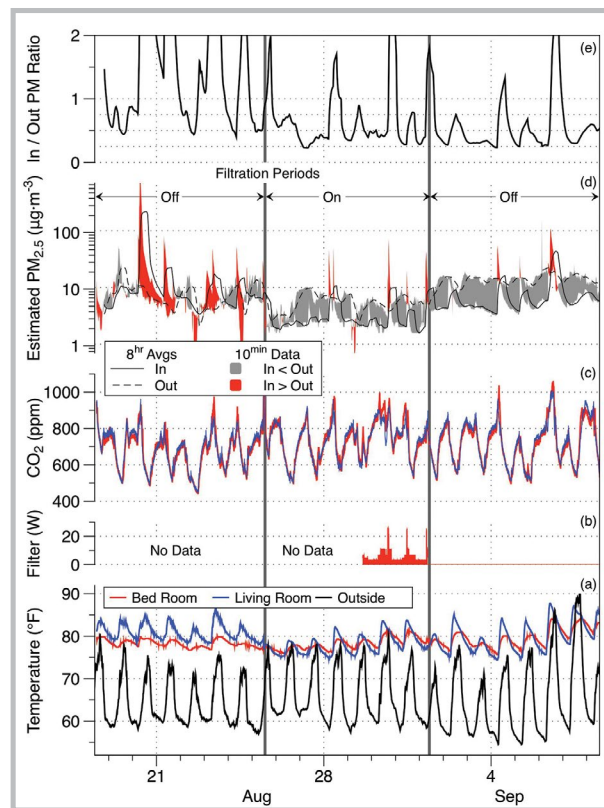 In / Out PM Ratio
2
1
0
(e)
Filtration Periods
Off
On
Off
(d)
Estimated PM2.5 (µg·m⁻³)
100
10
1
8hr Avgs
10min Data
In
In < Out
Out
In > Out
CO2 (ppm)
1000
800
600
400
(c)
Filter (W)
20
0
No Data
No Data
(b)
Bed Room
Living Room
Outside
(a)
Temperature (°F)
90
80
70
60
21
28
4
Aug
Sep